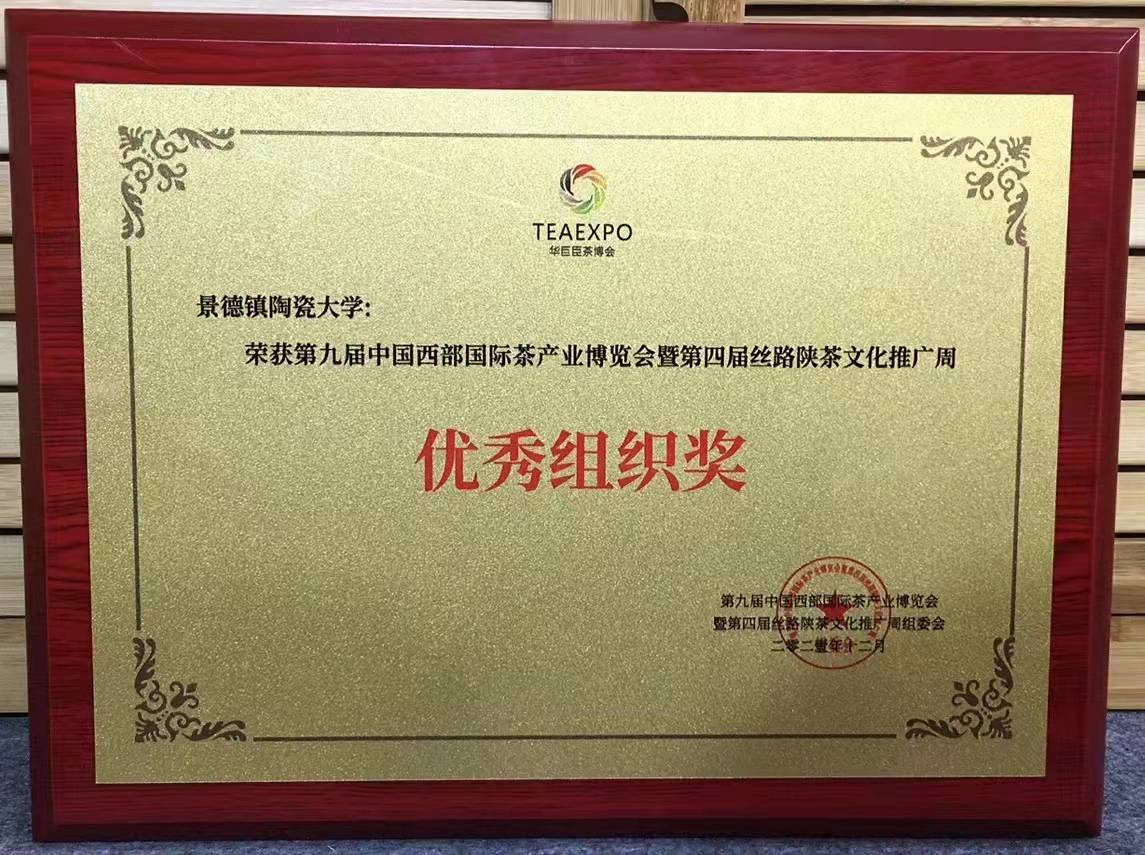 TEAEXPO
华巨臣茶博会
景德镇陶瓷大学:
荣获第九届中国西部国际茶产业博览会暨第四届丝路陕茶文化推广周
优秀组织奖
第九届中国西部国际茶产业博览会
暨第四届丝路陕茶文化推广周组委会
二零二 年十二月